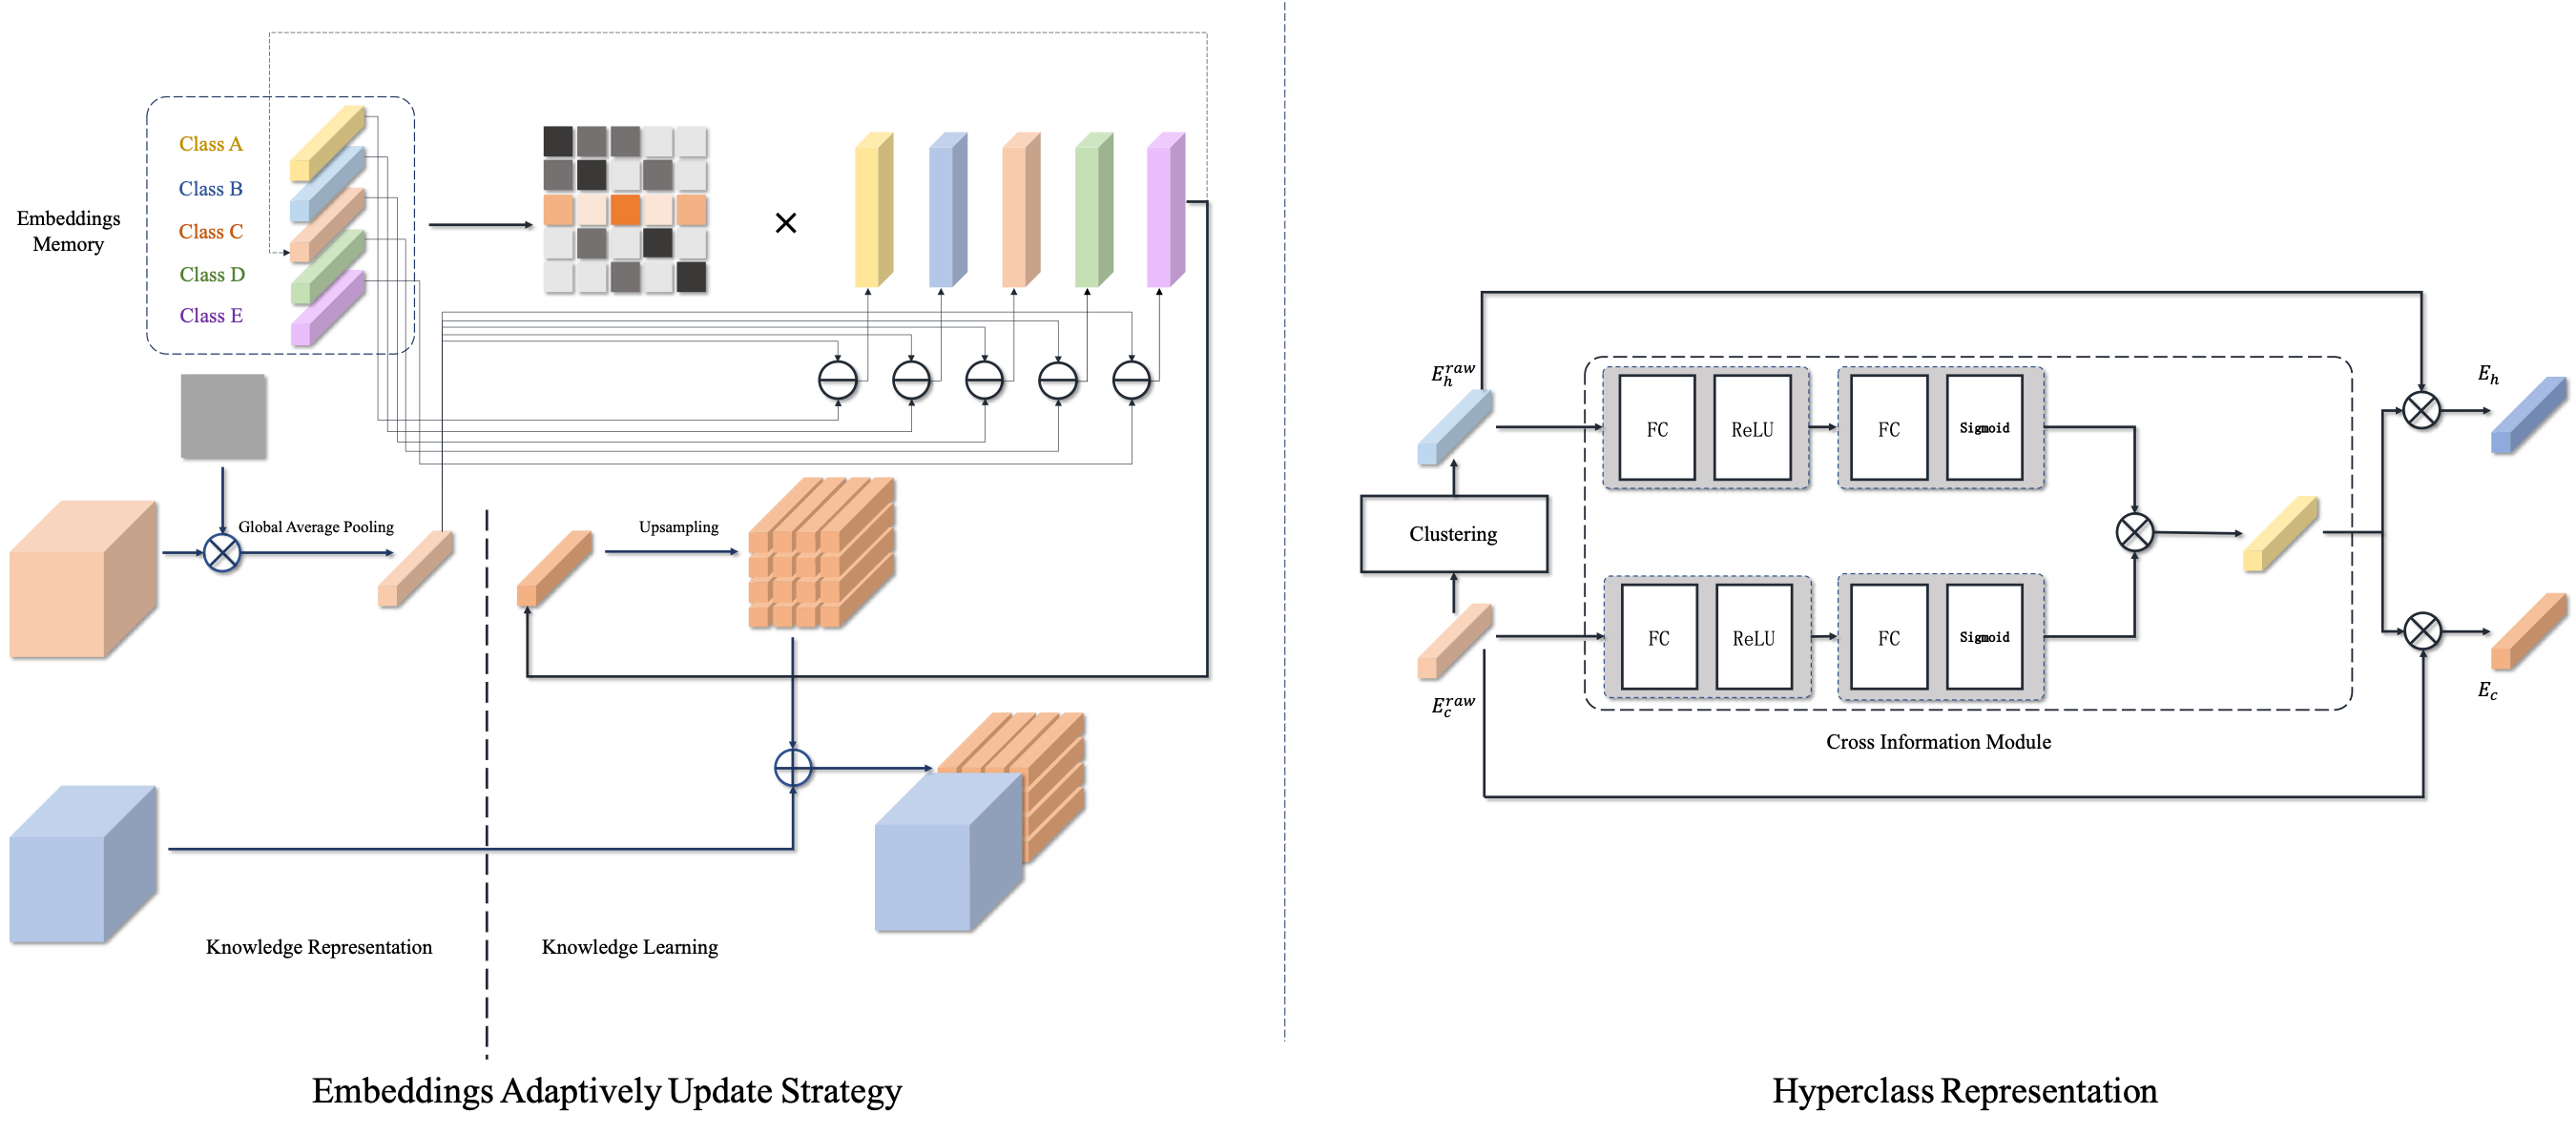 Embeddings
Memory
Class A
Class B
Class C
Class D
Class E
Global Average Pooling
Upsampling
Knowledge Representation
Knowledge Learning
Embeddings Adaptively Update Strategy
E_h^{raw}
Clustering
E_c^{raw}
FC
ReLU
FC
Sigmoid
FC
ReLU
FC
Sigmoid
Cross Information Module
E_h
E_c
Hyperclass Representation